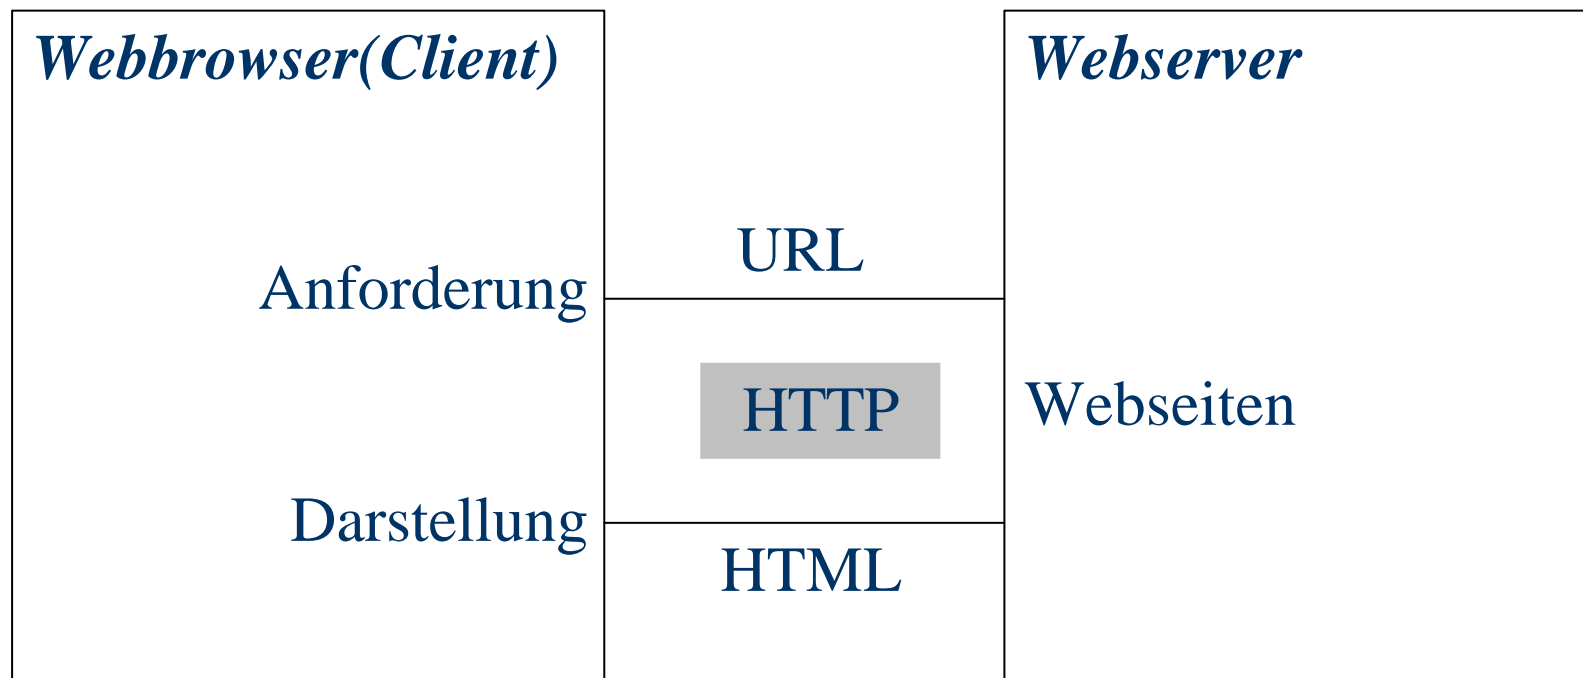 Webbrowser(Client)
Webserver
URL
Anforderung
HTTP
Webseiten
Darstellung
HTML